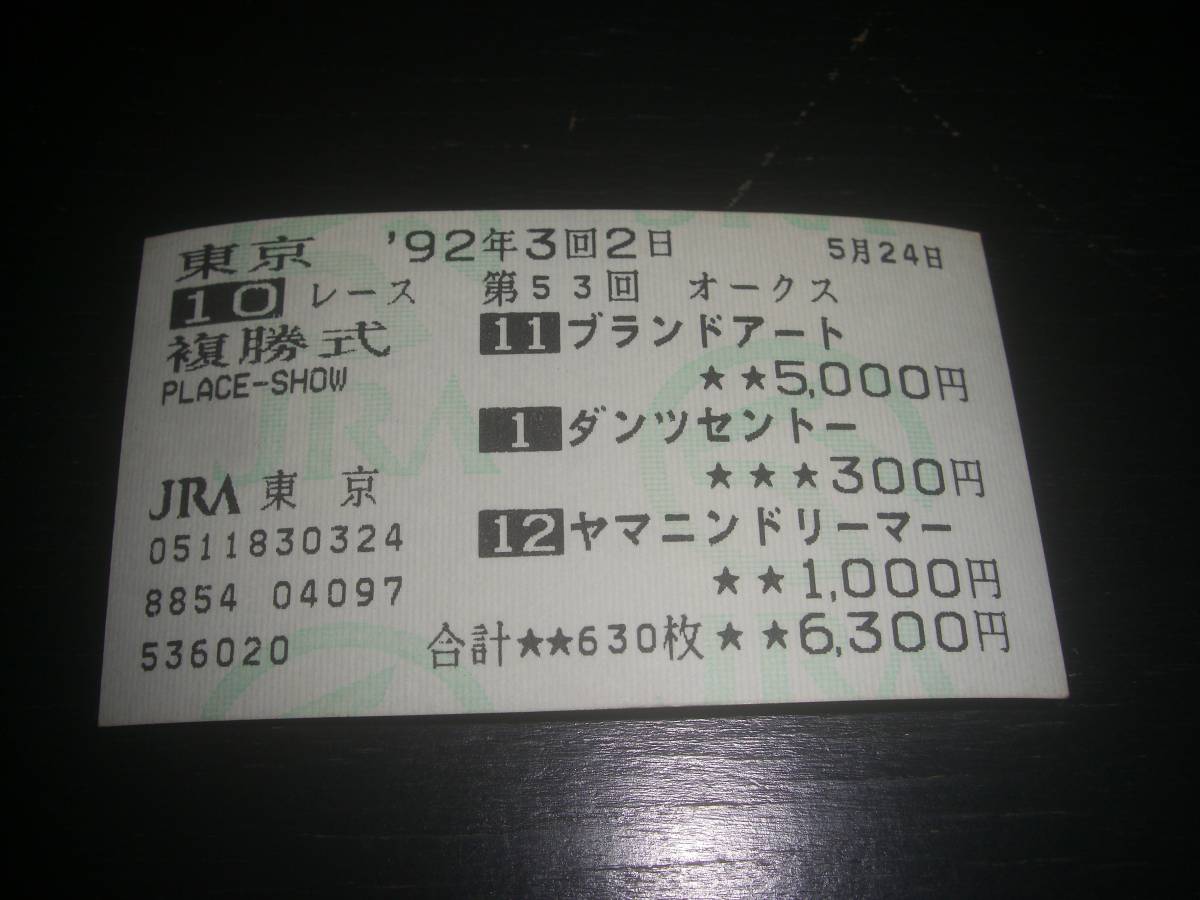 東京 '92年3回2日 5月24日
10 レース 第53回 オークス
複勝式
PLACE-SHOW
11 ブランドアート
★★5,000円
1 ダンツセントー
★★★300円
12 ヤマニンドリーマー
★★1,000円
合計★★630枚★★6,300円
JRA 東京
0511830324
8854 04097
536020
JRA
JRA